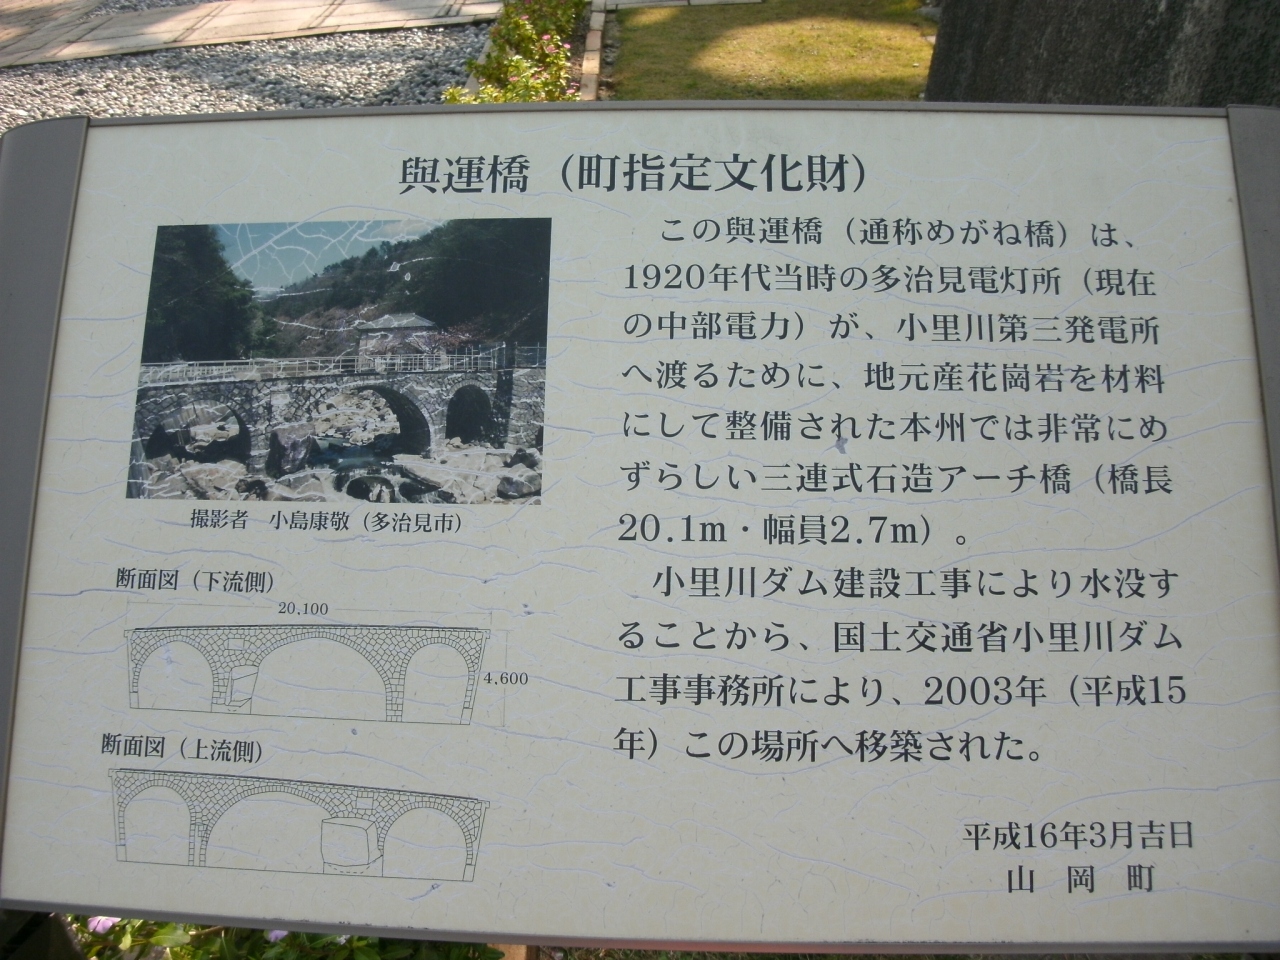 與運橋（町指定文化財）
この與運橋（通称めがね橋）は、
1920年代当時の多治見電灯所（現在
の中部電力）が、小里川第三発電所
へ渡るために、地元産花崗岩を材料
にして整備された本州では非常にめ
ずらしい三連式石造アーチ橋（橋長
20.1m・幅員2.7m）。
小里川ダム建設工事により水没す
ることから、国土交通省小里川ダム
工事事務所により、2003年（平成15
年）この場所へ移築された。
平成16年3月吉日
山岡町
撮影者　小島康敬（多治見市）
断面図（下流側）
20,100
4,600
断面図（上流側）